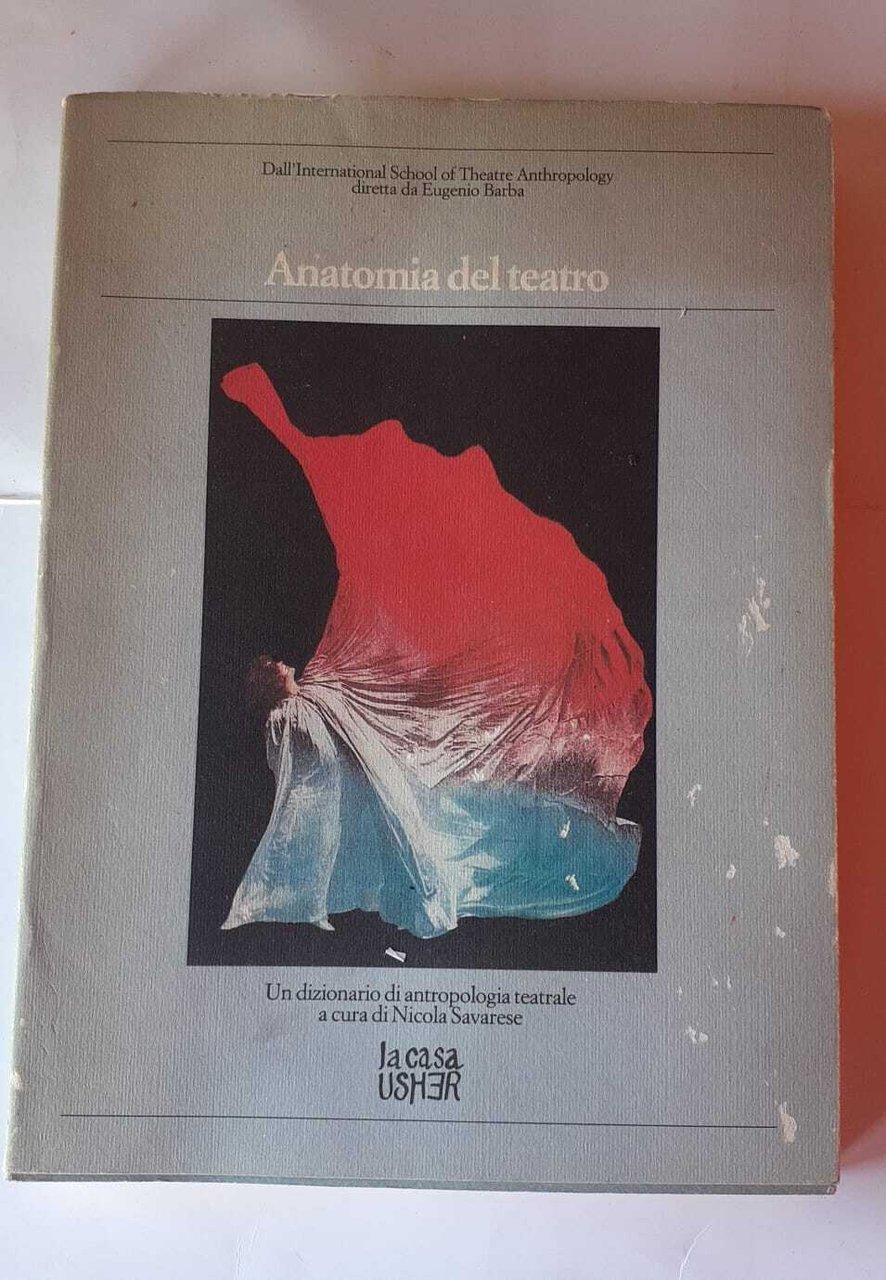 Dall'International School of Theatre Anthropology
diretta da Eugenio Barba
Anatomia del teatro
Un dizionario di antropologia teatrale
a cura di Nicola Savarese
la casa
USHER